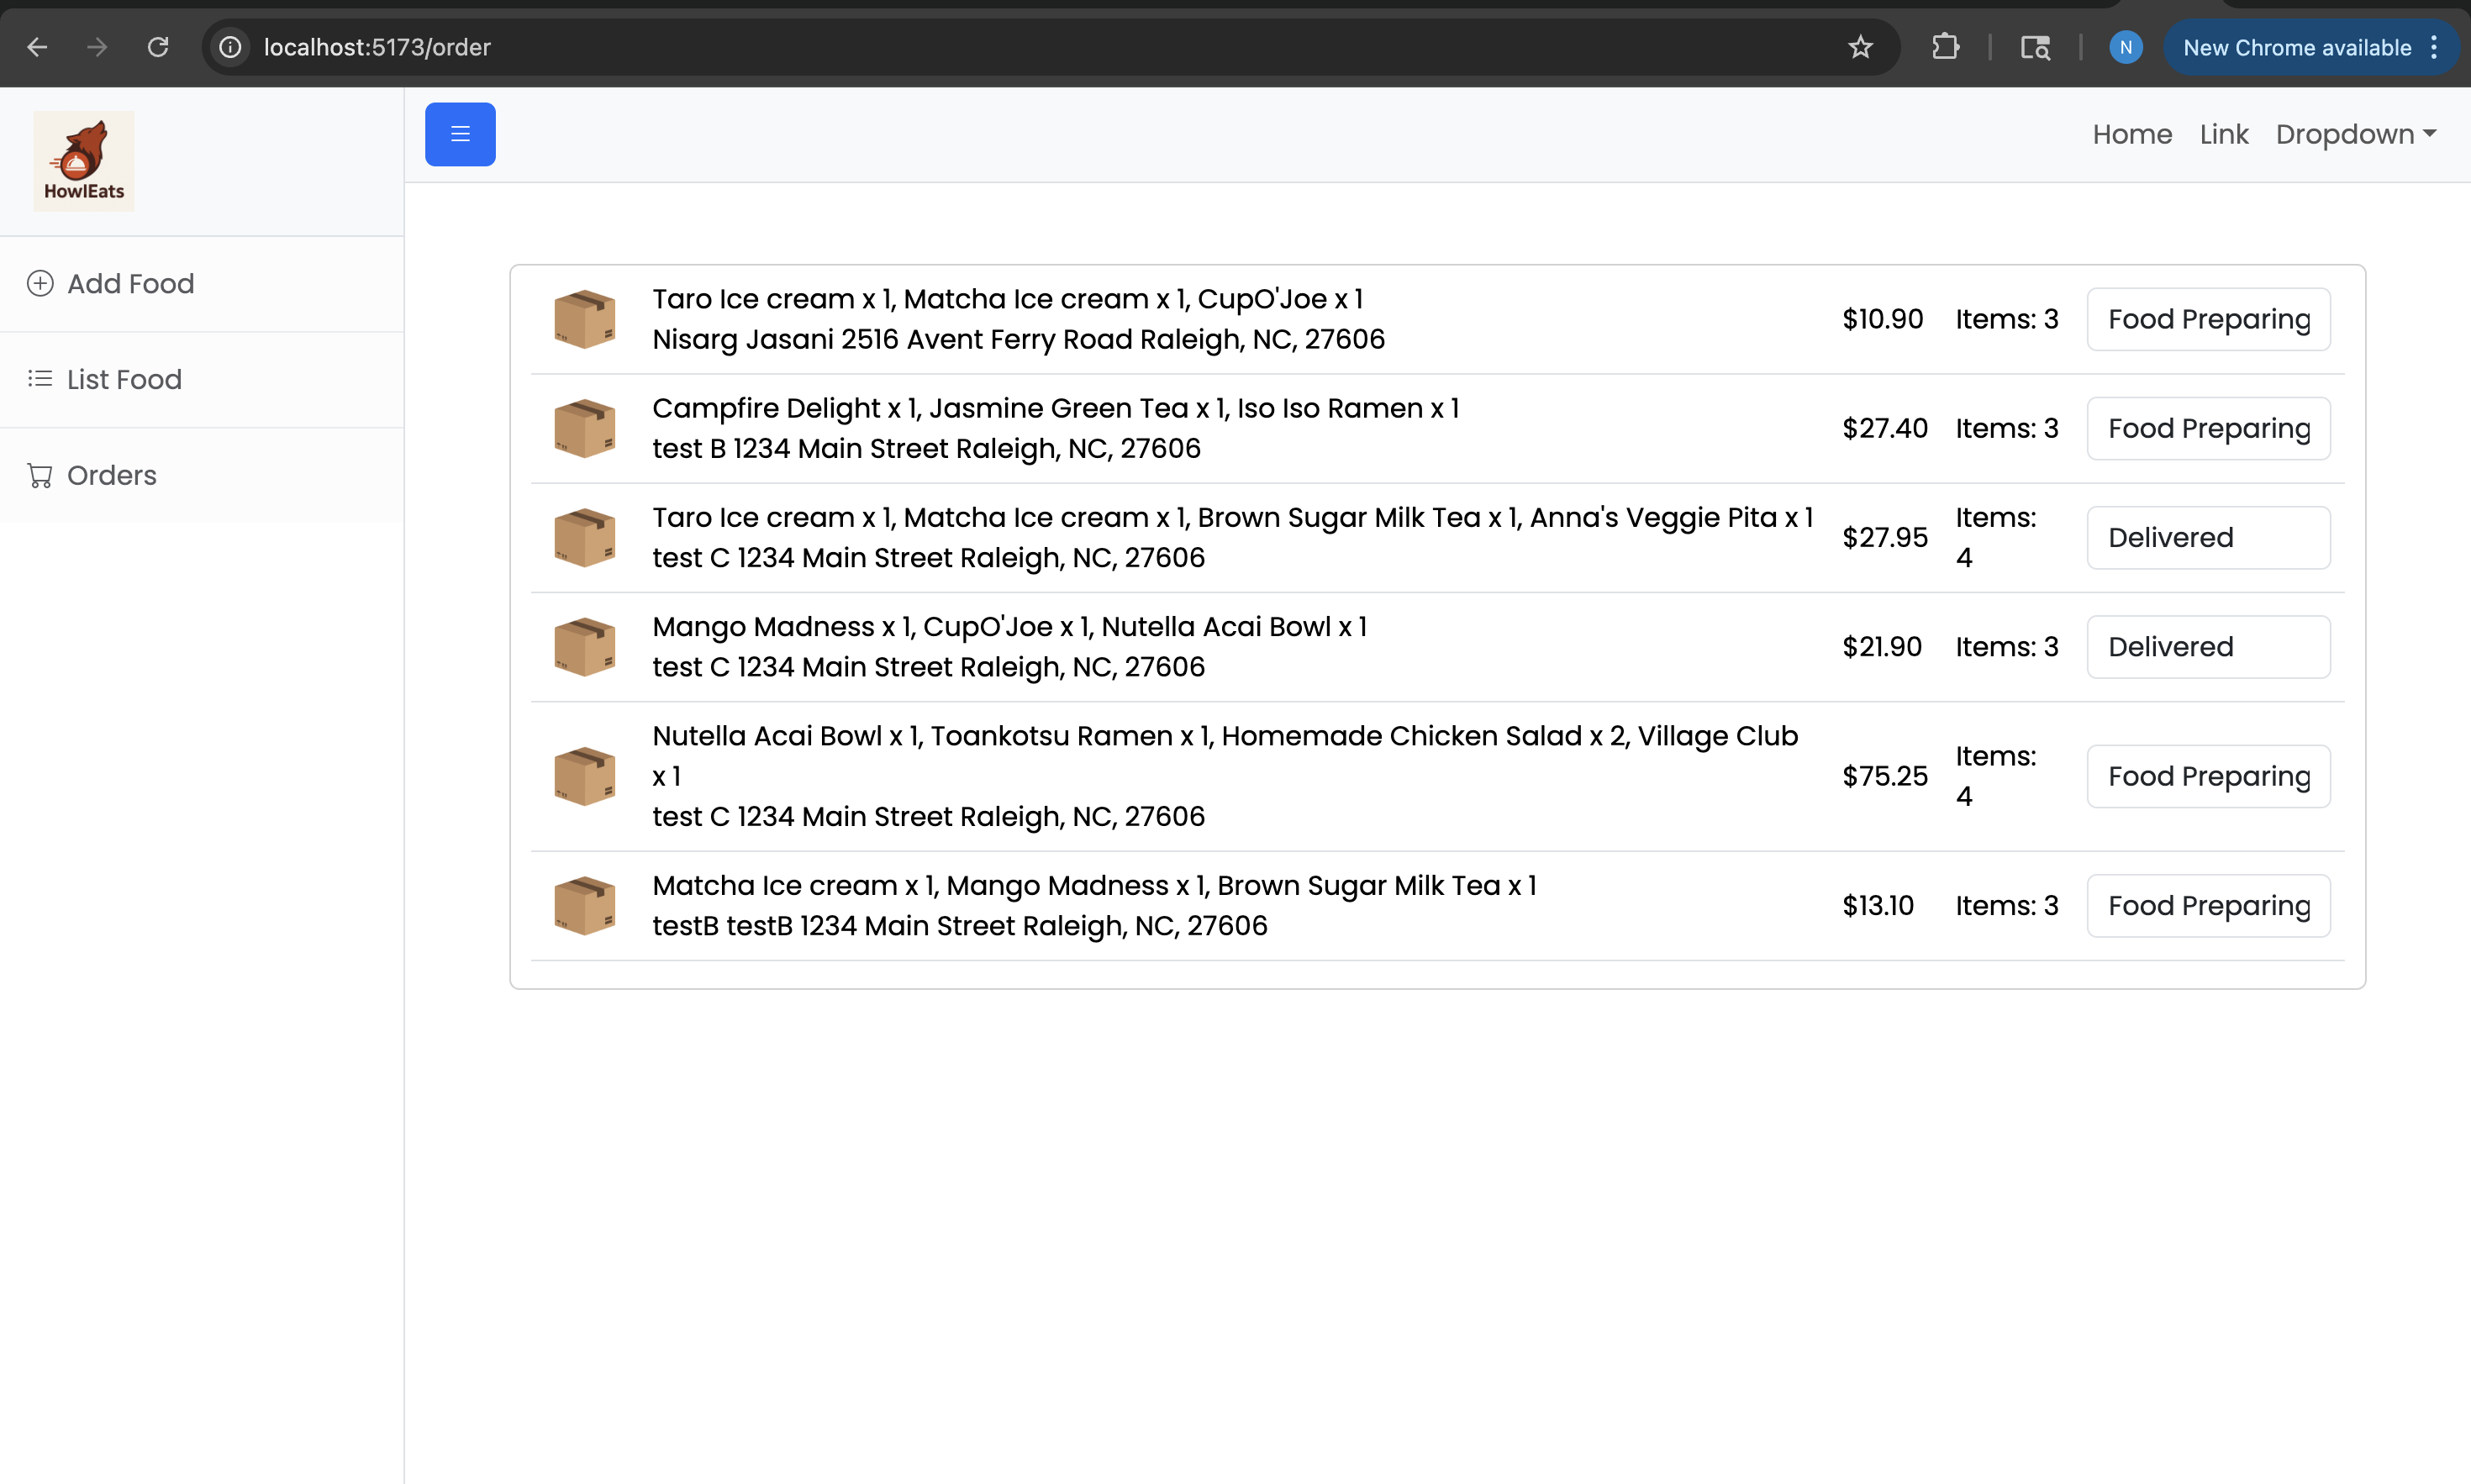 localhost:5173/order
N
New Chrome available
HowlEats
Home Link Dropdown
Add Food
List Food
Orders
Taro Ice cream x 1, Matcha Ice cream x 1, CupO'Joe x 1
Nisarg Jasani 2516 Avent Ferry Road Raleigh, NC, 27606
$10.90
Items: 3
Food Preparing
Campfire Delight x 1, Jasmine Green Tea x 1, Iso Iso Ramen x 1
test B 1234 Main Street Raleigh, NC, 27606
$27.40
Items: 3
Food Preparing
Taro Ice cream x 1, Matcha Ice cream x 1, Brown Sugar Milk Tea x 1, Anna's Veggie Pita x 1
test C 1234 Main Street Raleigh, NC, 27606
$27.95
Items:
4
Delivered
Mango Madness x 1, CupO'Joe x 1, Nutella Acai Bowl x 1
test C 1234 Main Street Raleigh, NC, 27606
$21.90
Items: 3
Delivered
Nutella Acai Bowl x 1, Toankotsu Ramen x 1, Homemade Chicken Salad x 2, Village Club
x 1
test C 1234 Main Street Raleigh, NC, 27606
$75.25
Items:
4
Food Preparing
Matcha Ice cream x 1, Mango Madness x 1, Brown Sugar Milk Tea x 1
testB testB 1234 Main Street Raleigh, NC, 27606
$13.10
Items: 3
Food Preparing